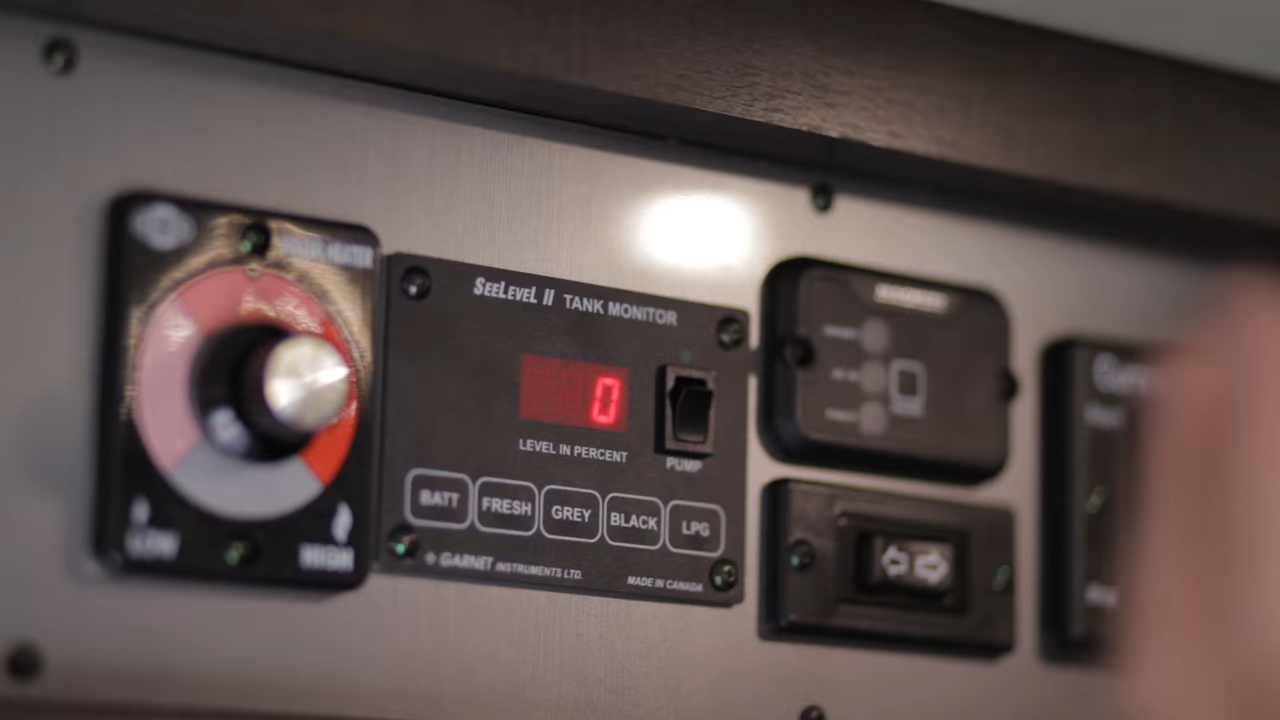 HEATER
LOW
HIGH
SEELEVEL II TANK MONITOR
0
LEVEL IN PERCENT
PUMP
BATT
FRESH
GREY
BLACK
LPG
GARNET INSTRUMENTS LTD.
MADE IN CANADA